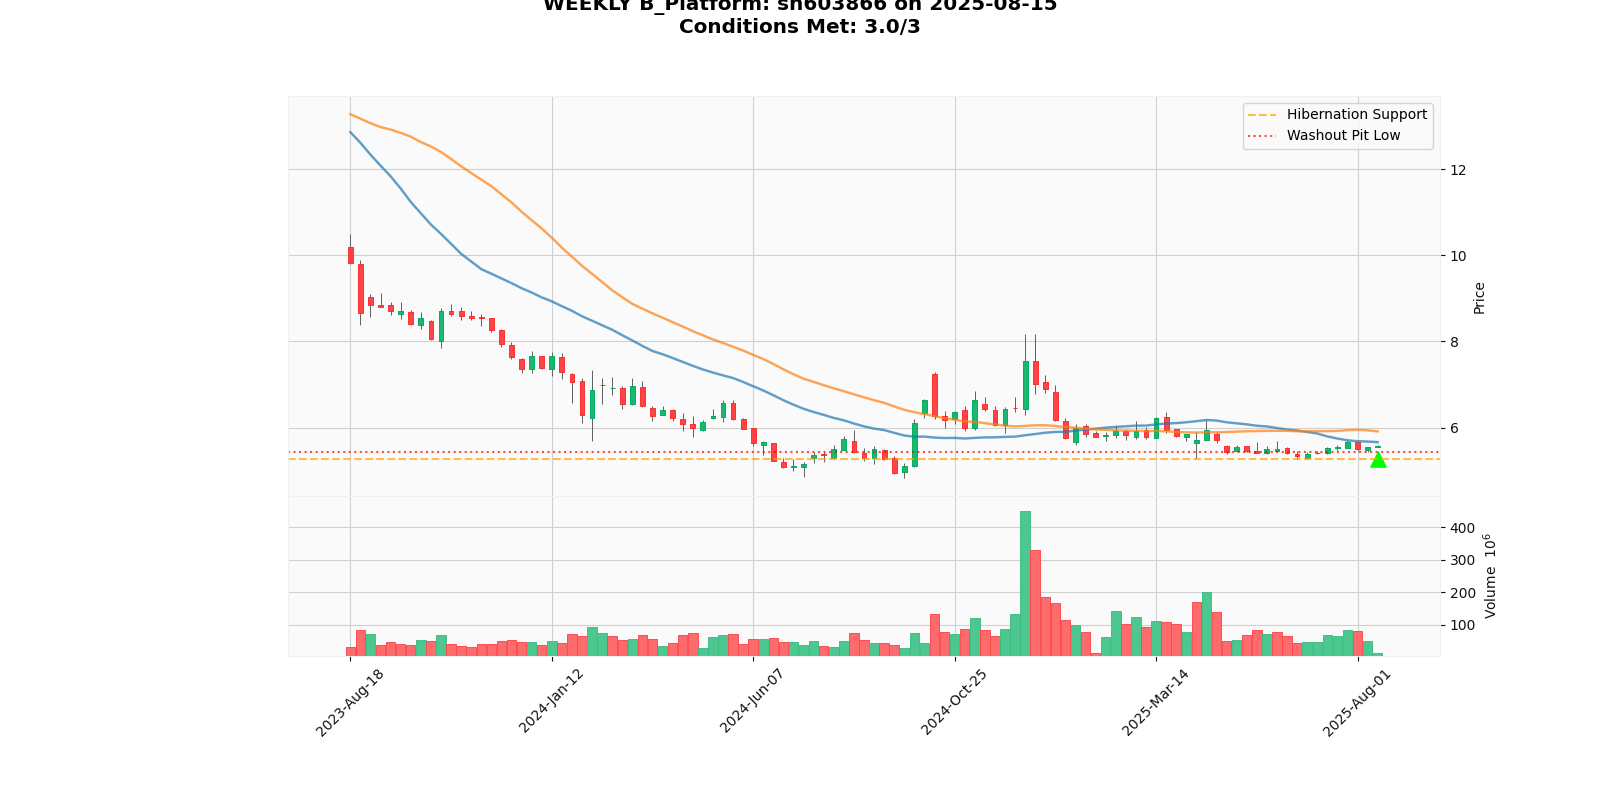 WEEKLY B_Platform: sh603866 on 2025-08-15
Conditions Met: 3.0/3
Hibernation Support
Washout Pit Low
12
10
8
6
Price
400
300
200
100
Volume 10^6
2023-Aug-18
2024-Jan-12
2024-Jun-07
2024-Oct-25
2025-Mar-14
2025-Aug-01